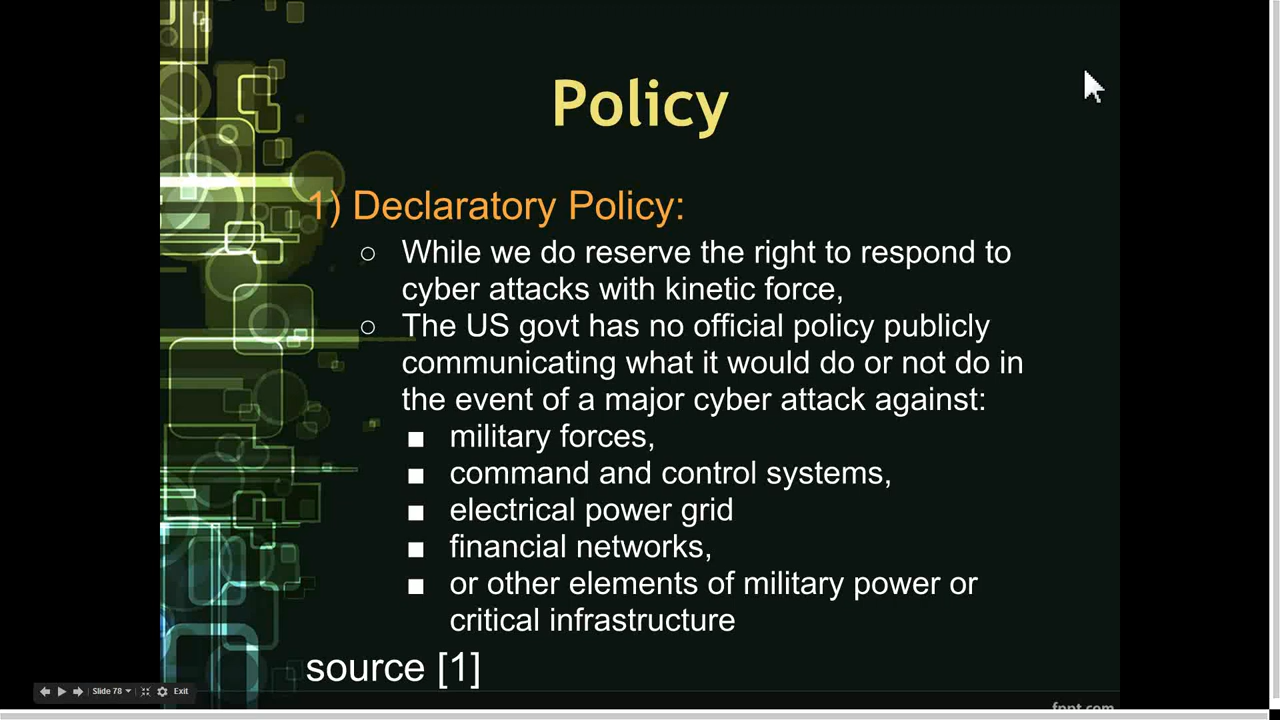 Policy
1) Declaratory Policy:
○ While we do reserve the right to respond to
cyber attacks with kinetic force,
○ The US govt has no official policy publicly
communicating what it would do or not do in
the event of a major cyber attack against:
■ military forces,
■ command and control systems,
■ electrical power grid
■ financial networks,
■ or other elements of military power or
critical infrastructure
source [1]
Slide 78 Exit
fppt.com